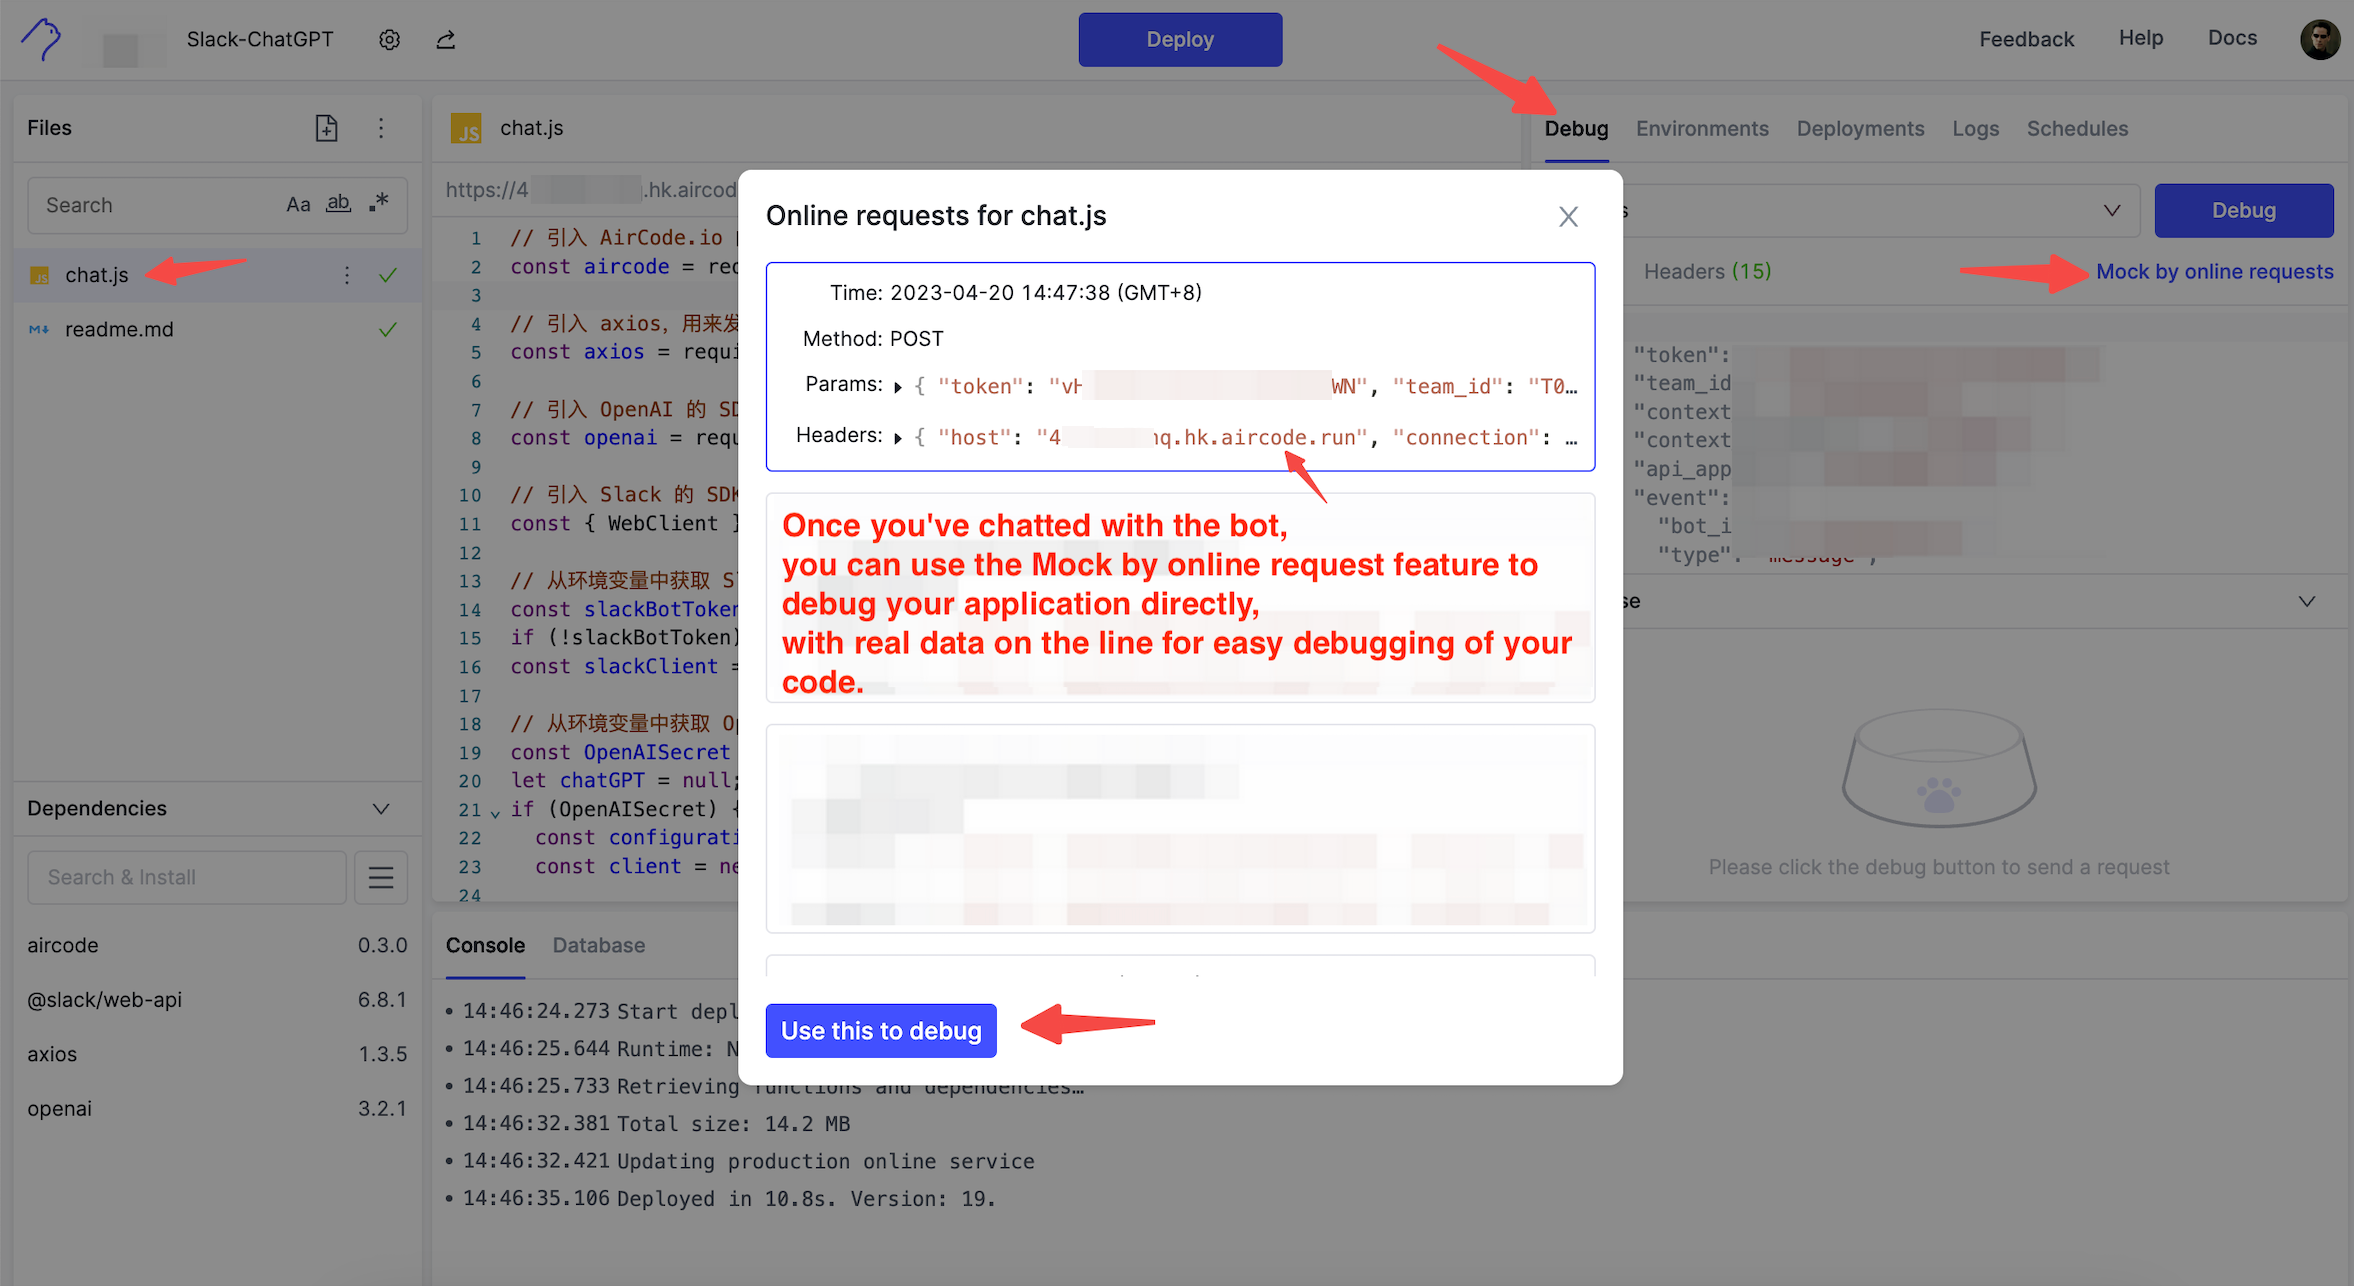 Slack-ChatGPT
Deploy
Feedback
Help
Docs
Files
Search
Aa
ab
.*
chat.js
readme.md
Dependencies
Search & Install
aircode 0.3.0
@slack/web-api 6.8.1
axios 1.3.5
openai 3.2.1
JS chat.js
https://4
.hk.aircod
1 // 引入 AirCode.io
2 const aircode = rec
3
4 // 引入 axios，用来发
5 const axios = requi
6
7 // 引入 OpenAI 的 SD
8 const openai = requ
9
10 // 引入 Slack 的 SDK
11 const { WebClient }
12
13 // 从环境变量中获取 Sl
14 const slackBotToken
15 if (!slackBotToken)
16 const slackClient =
17
18 // 从环境变量中获取 Op
19 const OpenAISecret
20 let chatGPT = null;
21 if (OpenAISecret) {
22 const configurati
23 const client = ne
24
Console
Database
• 14:46:24.273 Start depl
• 14:46:25.644 Runtime: N
• 14:46:25.733 Retrieving functions and dependencies…
• 14:46:32.381 Total size: 14.2 MB
• 14:46:32.421 Updating production online service
• 14:46:35.106 Deployed in 10.8s. Version: 19.
Online requests for chat.js
Time: 2023-04-20 14:47:38 (GMT+8)
Method: POST
Params: { "token": "vH WN", "team_id": "T0…
Headers: { "host": "4 nq.hk.aircode.run", "connection": …
Once you've chatted with the bot,
you can use the Mock by online request feature to
debug your application directly,
with real data on the line for easy debugging of your
code.
Use this to debug
Debug
Environments
Deployments
Logs
Schedules
s
Debug
Headers (15)
Mock by online requests
"token":
"team_id
"context
"context
"api_app
"event":
"bot_i
"type": "message",
se
Please click the debug button to send a request